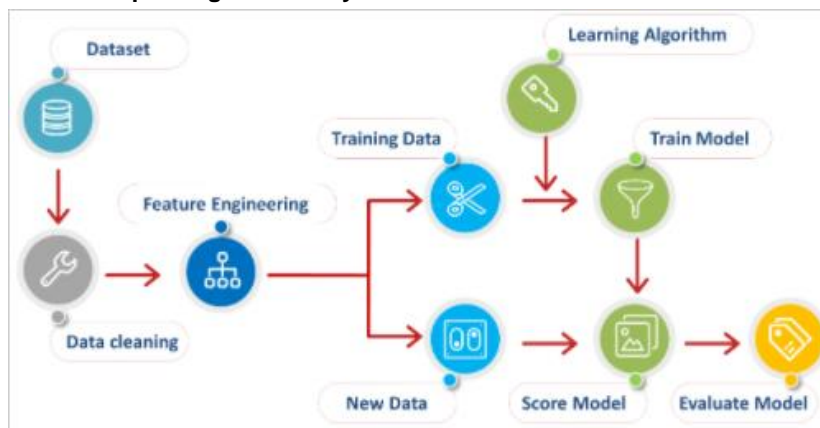 Dataset
Learning Algorithm
Training Data
Train Model
Feature Engineering
Data cleaning
New Data
Score Model
Evaluate Model